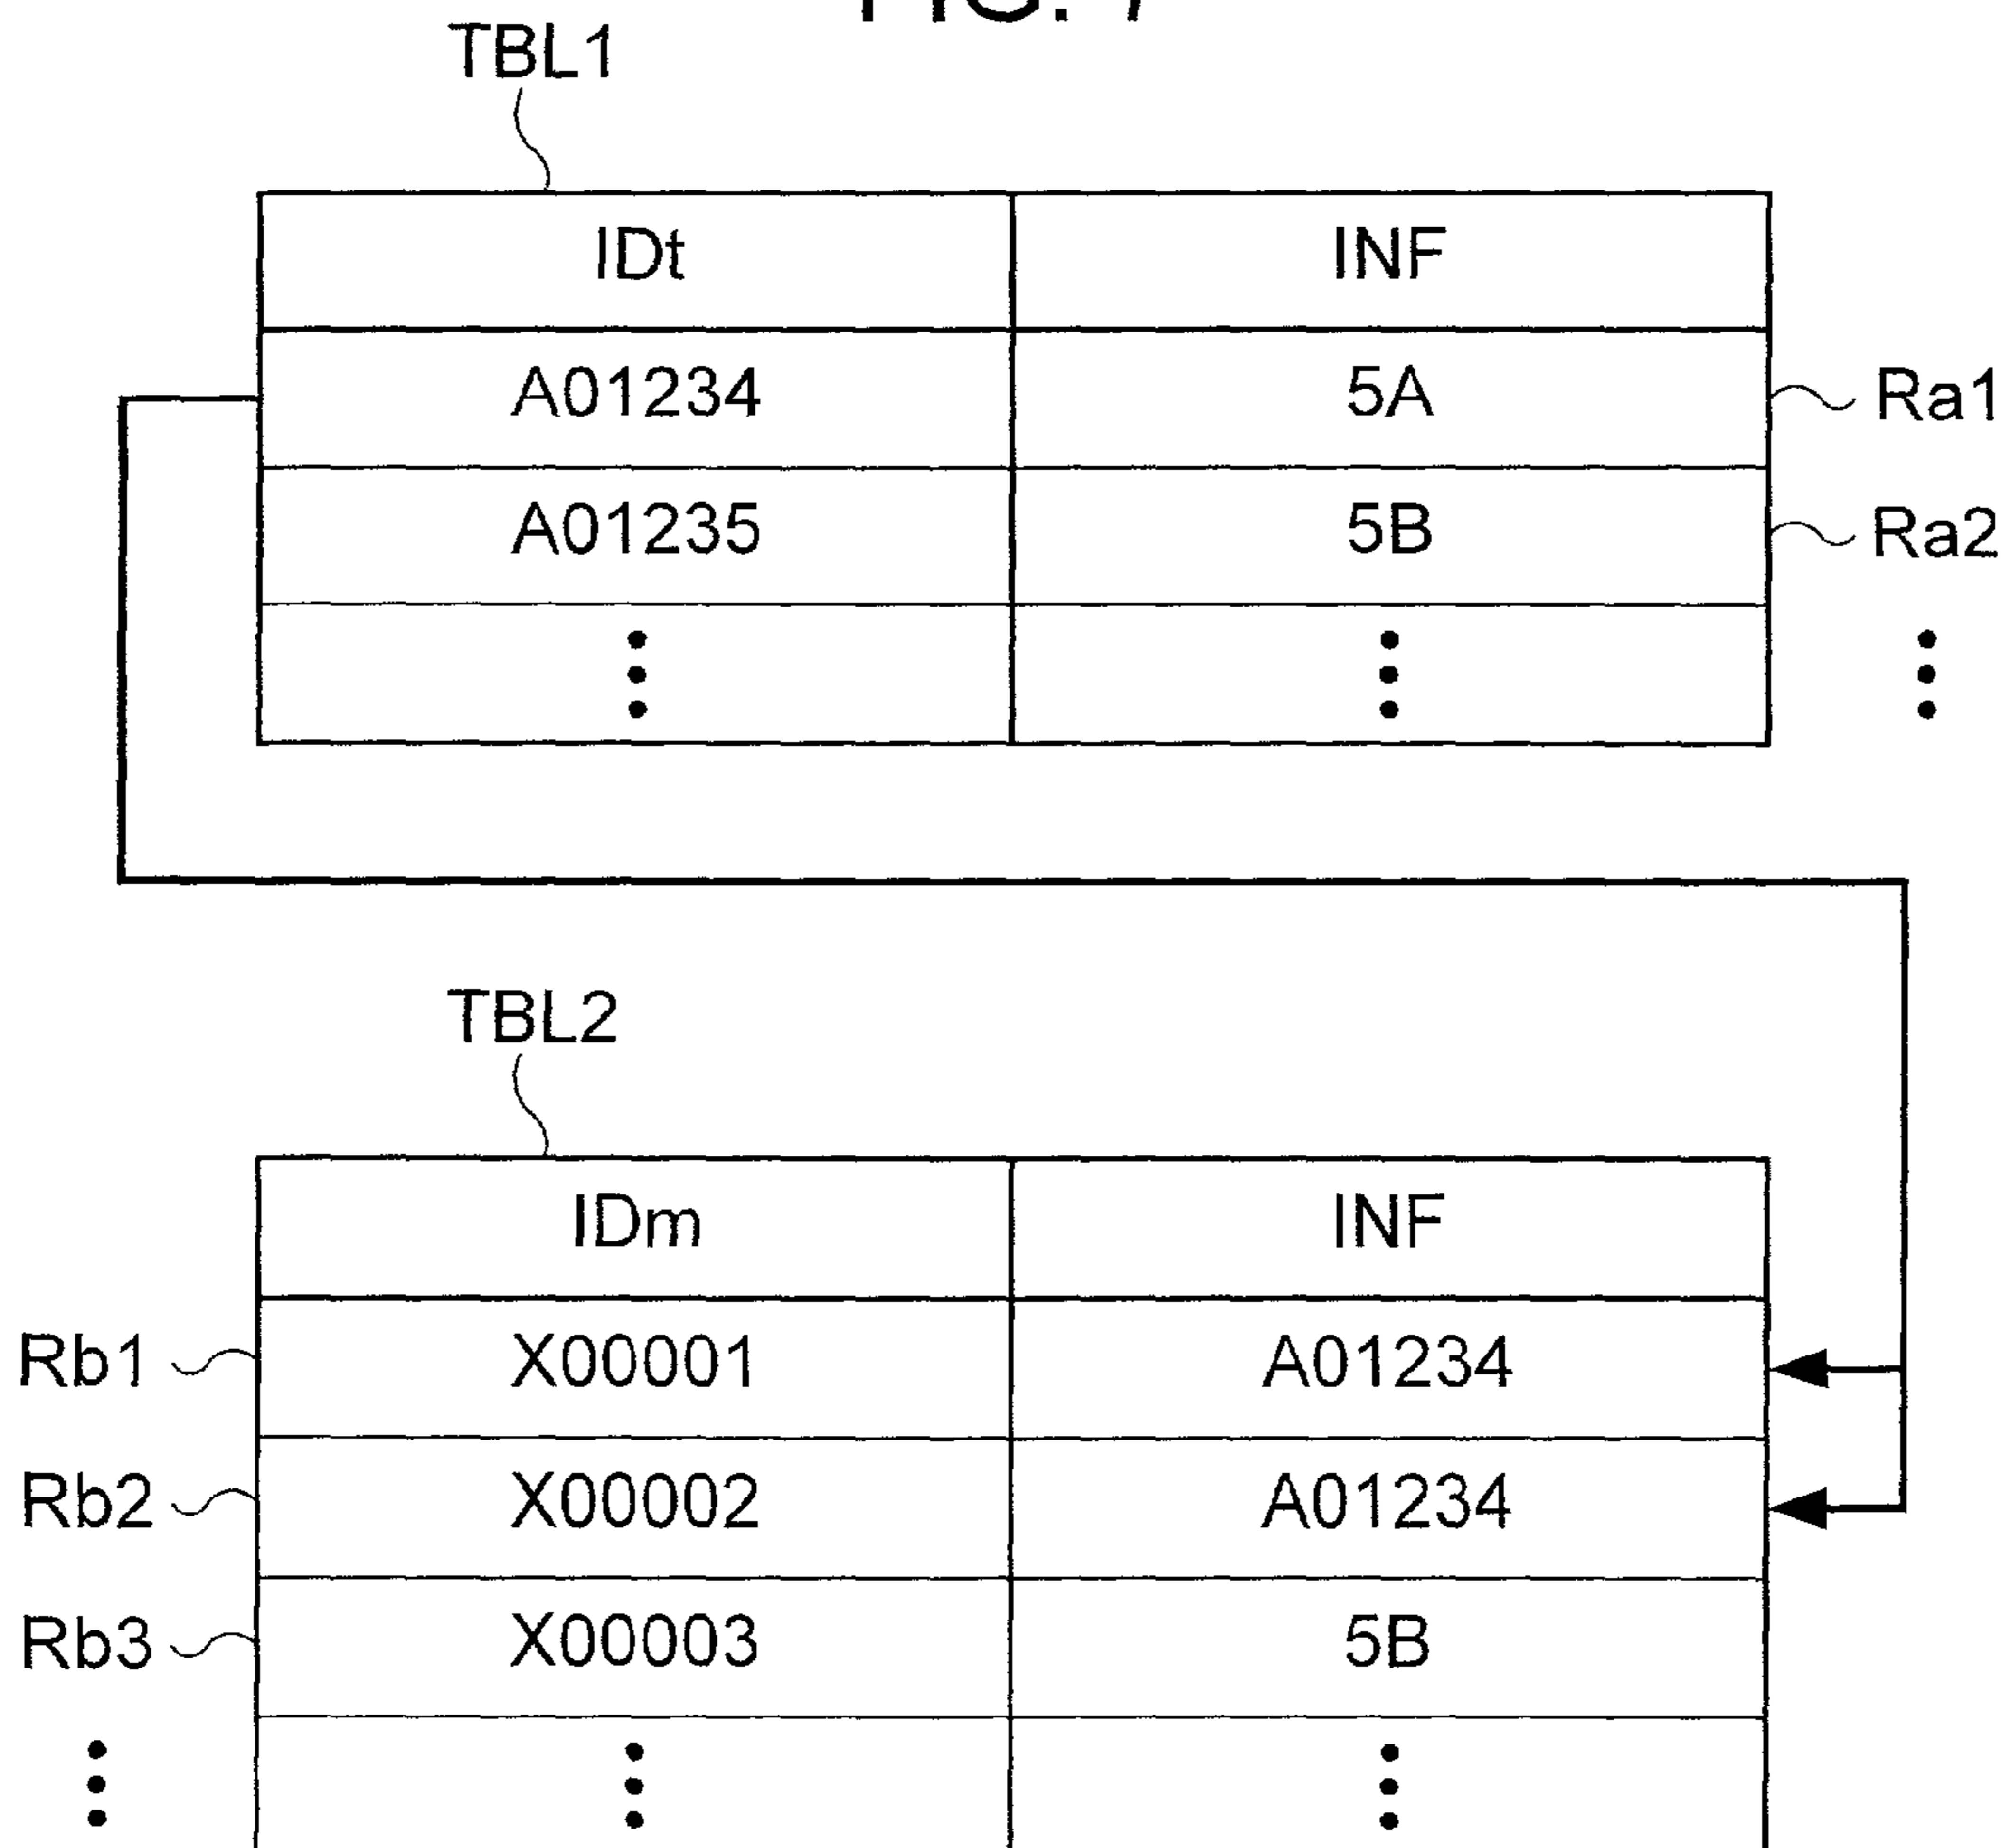 TBL1
IDt INF
A01234 5A Ra1
A01235 5B Ra2
TBL2
IDm INF
Rb1 X00001 A01234
Rb2 X00002 A01234
Rb3 X00003 5B